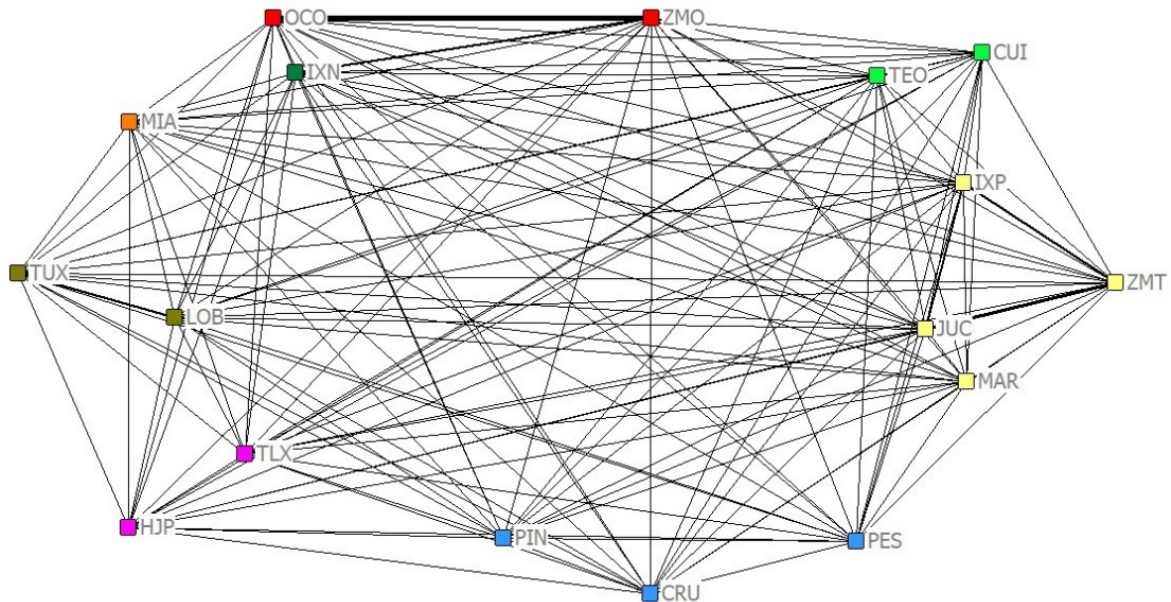 OCO
ZMO
CUI
IXN
TEO
MIA
IXP
TUX
ZMT
LOB
JUC
MAR
TLX
HJP
PIN
PES
CRU